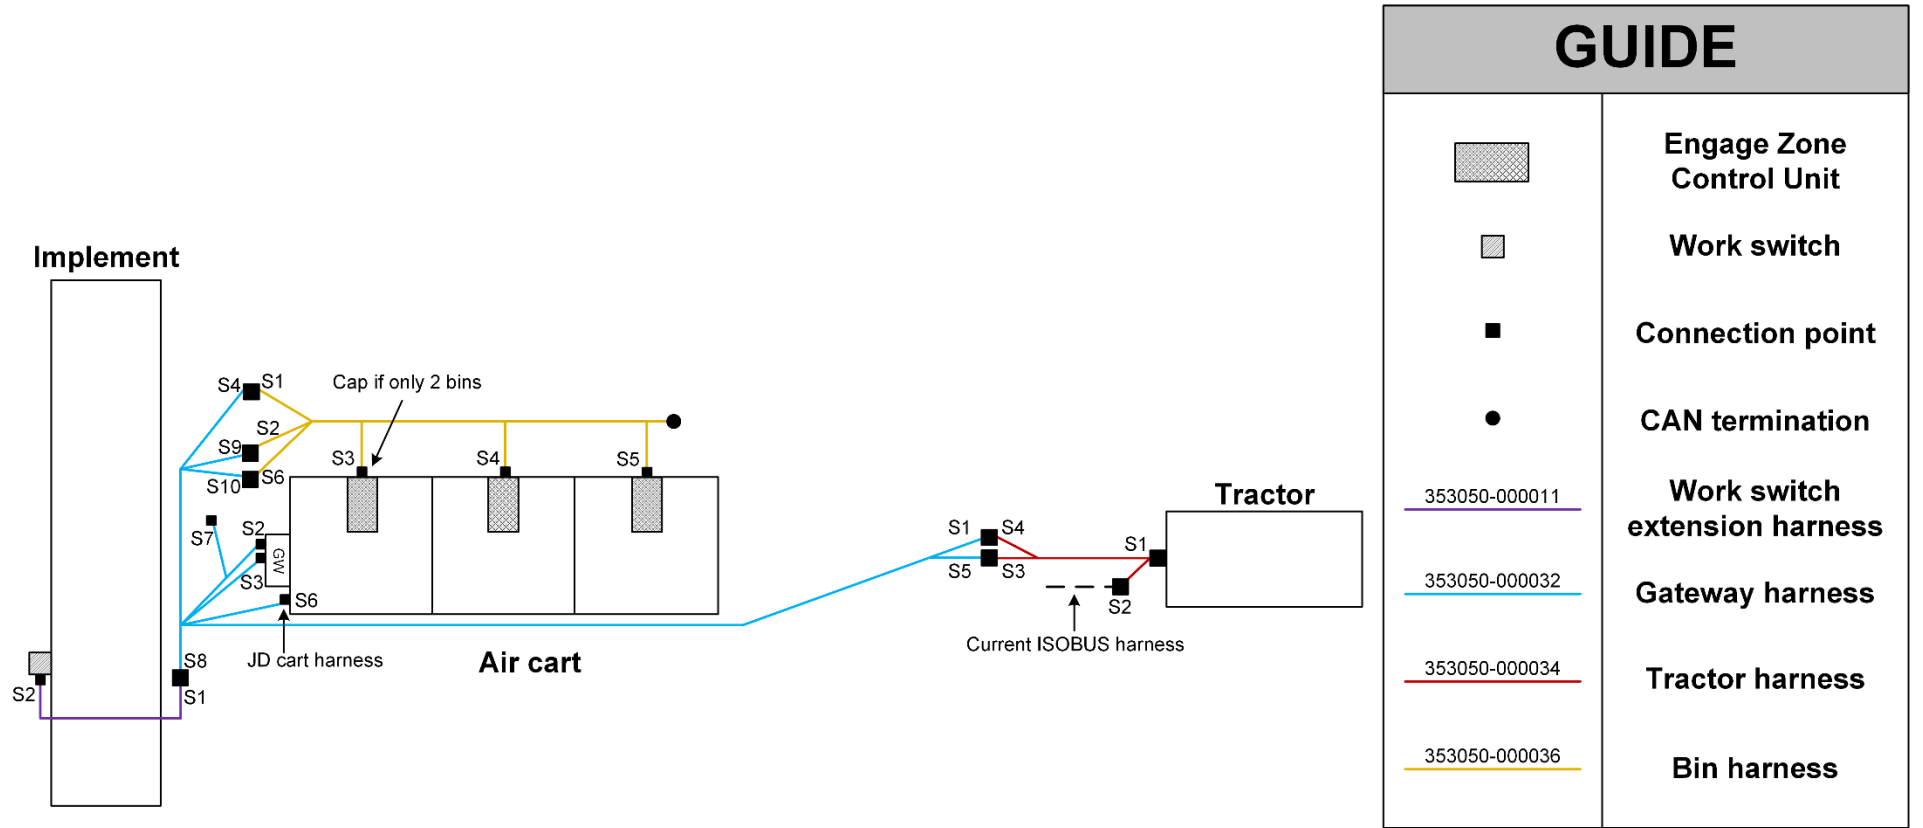 GUIDE
Engage Zone
Control Unit
Work switch
Connection point
CAN termination
353050-000011
Work switch
extension harness
353050-000032
Gateway harness
353050-000034
Tractor harness
353050-000036
Bin harness
Implement
Cap if only 2 bins
S4
S1
S2
S9
S10
S6
S3
S4
S5
S7
S2
S3
GW
S6
JD cart harness
Air cart
S8
S1
S2
Tractor
S1
S4
S5
S3
S1
S2
Current ISOBUS harness